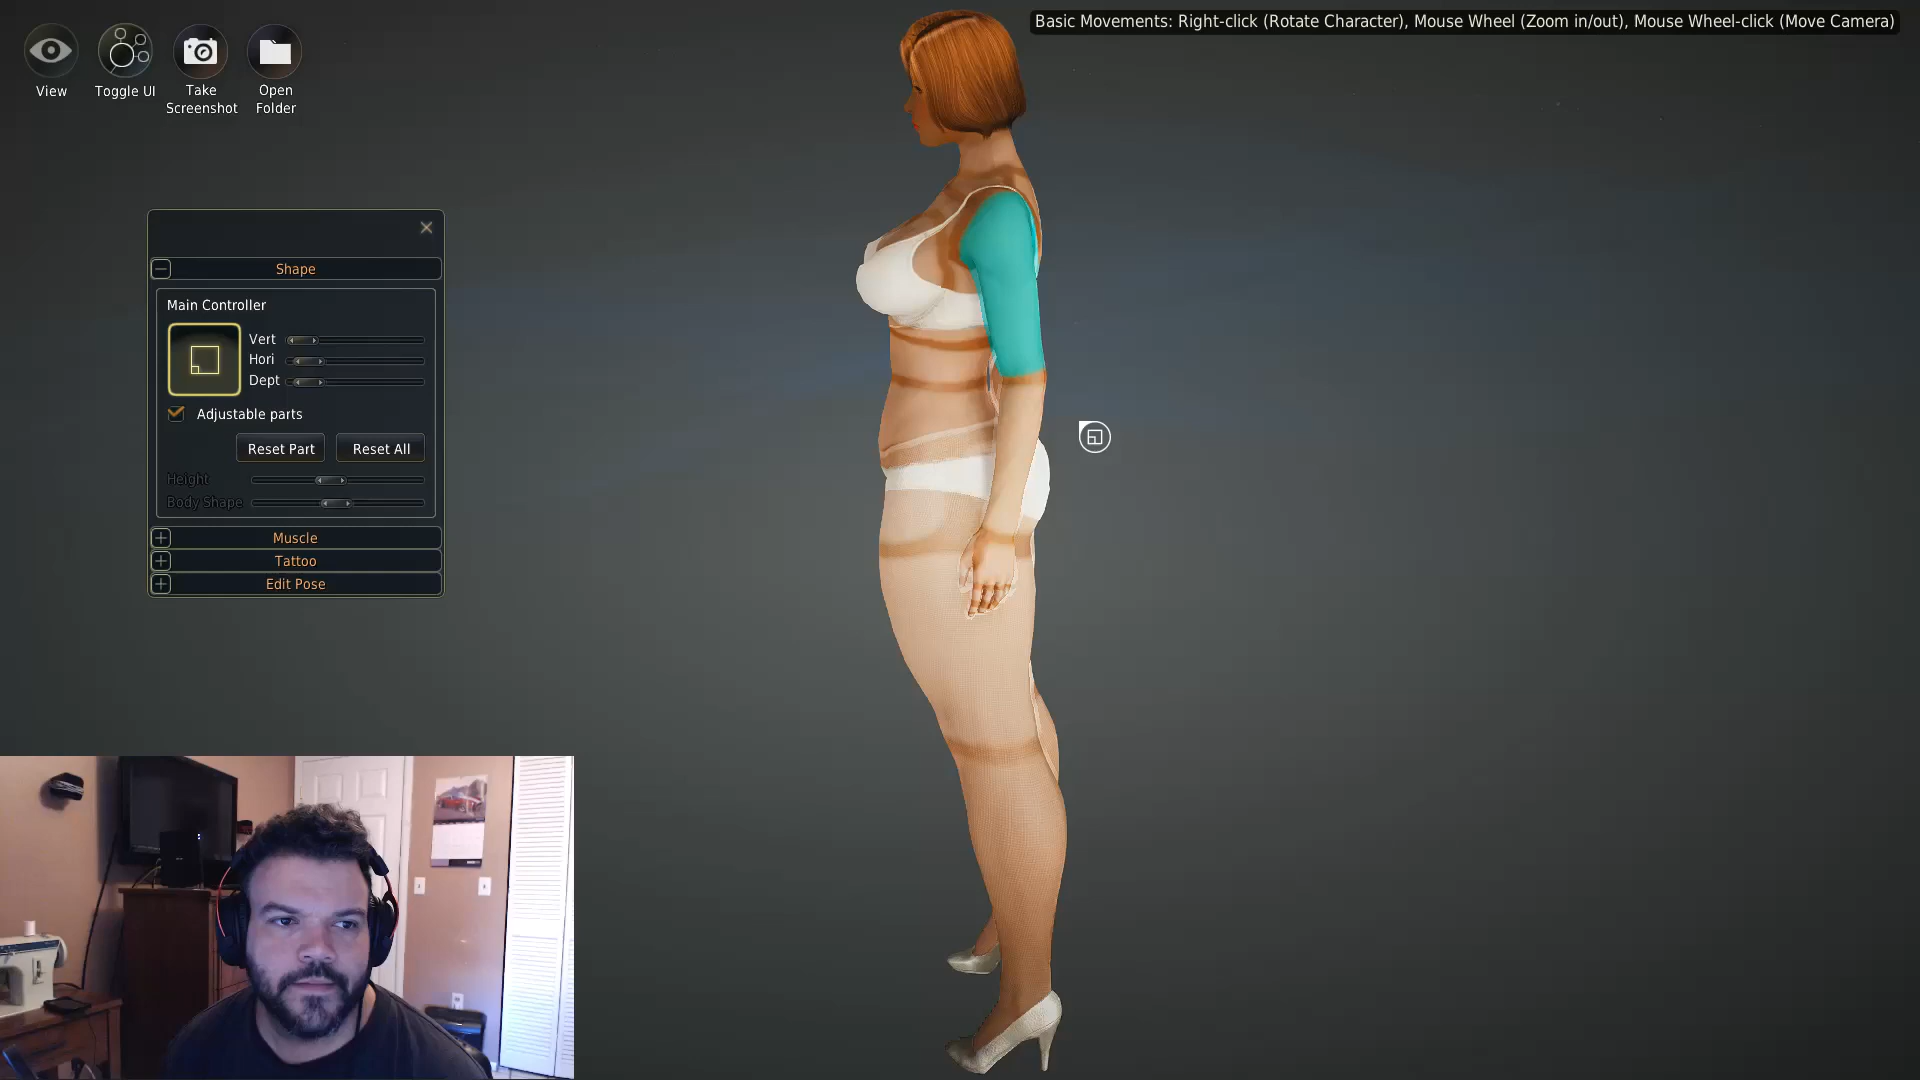 Basic Movements: Right-click (Rotate Character), Mouse Wheel (Zoom in/out), Mouse Wheel-click (Move Camera)
View
Toggle UI
Take Screenshot
Open Folder
Shape
Main Controller
Vert
Hori
Dept
Adjustable parts
Reset Part
Reset All
Height
Body Shape
Muscle
Tattoo
Edit Pose